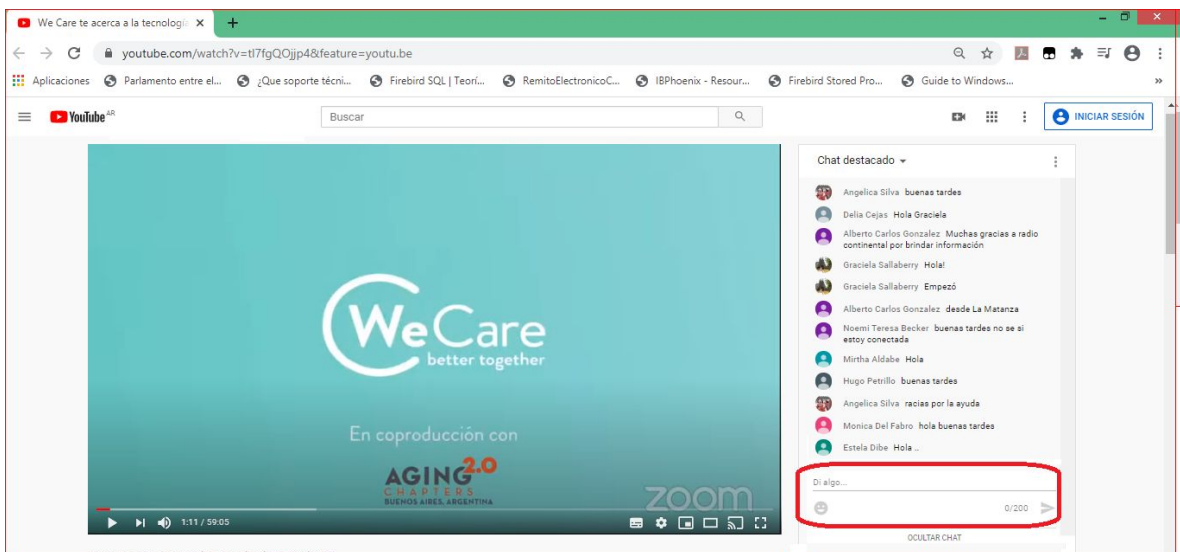 We Care te acerca a la tecnologí
youtube.com/watch?v=tI7fgQOjjp4&feature=youtu.be
Aplicaciones Parlamento entre el... ¿Que soporte técni... Firebird SQL | Teorí... RemitoElectronicoC... IBPhoenix - Resour... Firebird Stored Pro... Guide to Windows... »
YouTube AR
Buscar
INICIAR SESIÓN
Chat destacado
Angelica Silva buenas tardes
Delia Cejas Hola Graciela
Alberto Carlos Gonzalez Muchas gracias a radio
continental por brindar información
Graciela Sallaberry Hola!
Graciela Sallaberry Empezó
Alberto Carlos Gonzalez desde La Matanza
Noemi Teresa Becker buenas tardes no se si
estoy conectada
Mirtha Aldabe Hola
Hugo Petrillo buenas tardes
Angelica Silva racias por la ayuda
Monica Del Fabro hola buenas tardes
Estela Dibe Hola ..
Di algo...
0/200
OCULTAR CHAT
WeCare
better together
En coproducción con
AGING2.0
CHAPTERS
BUENOS AIRES, ARGENTINA
zoom
1:11 / 59:05